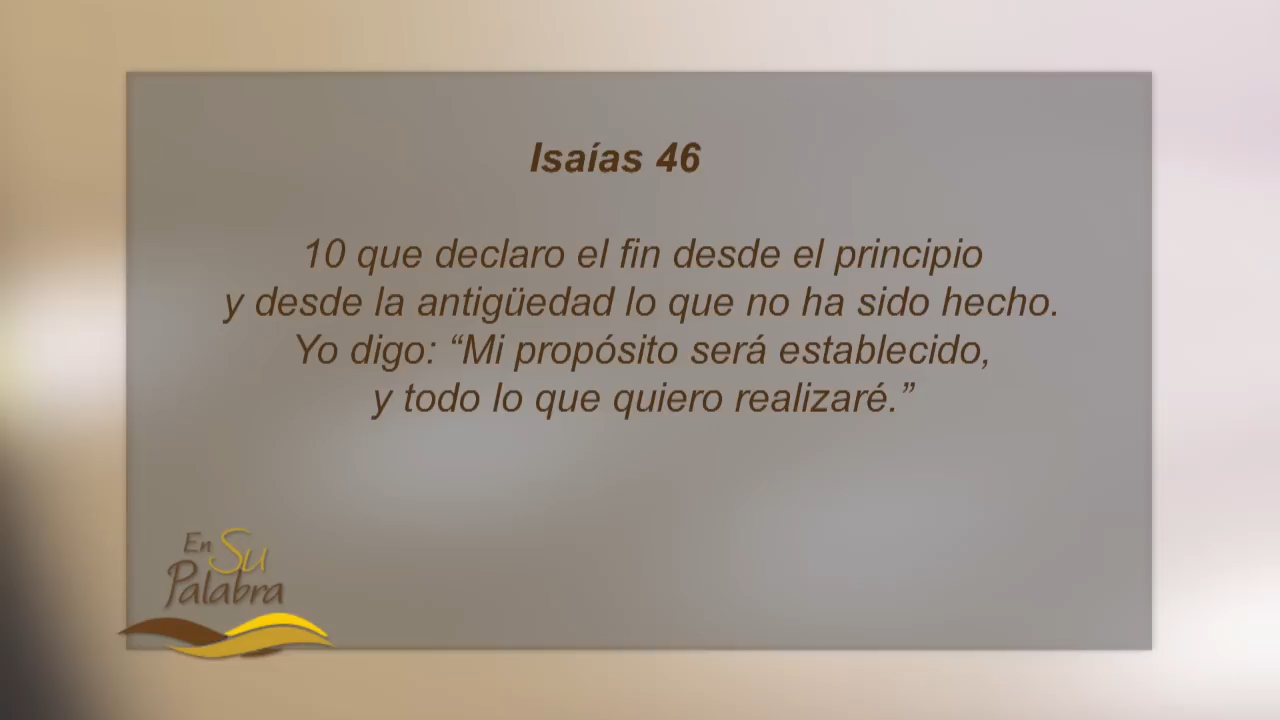 Isaías 46
10 que declaro el fin desde el principio
y desde la antigüedad lo que no ha sido hecho.
Yo digo: “Mi propósito será establecido,
y todo lo que quiero realizaré.”
En Su
Palabra